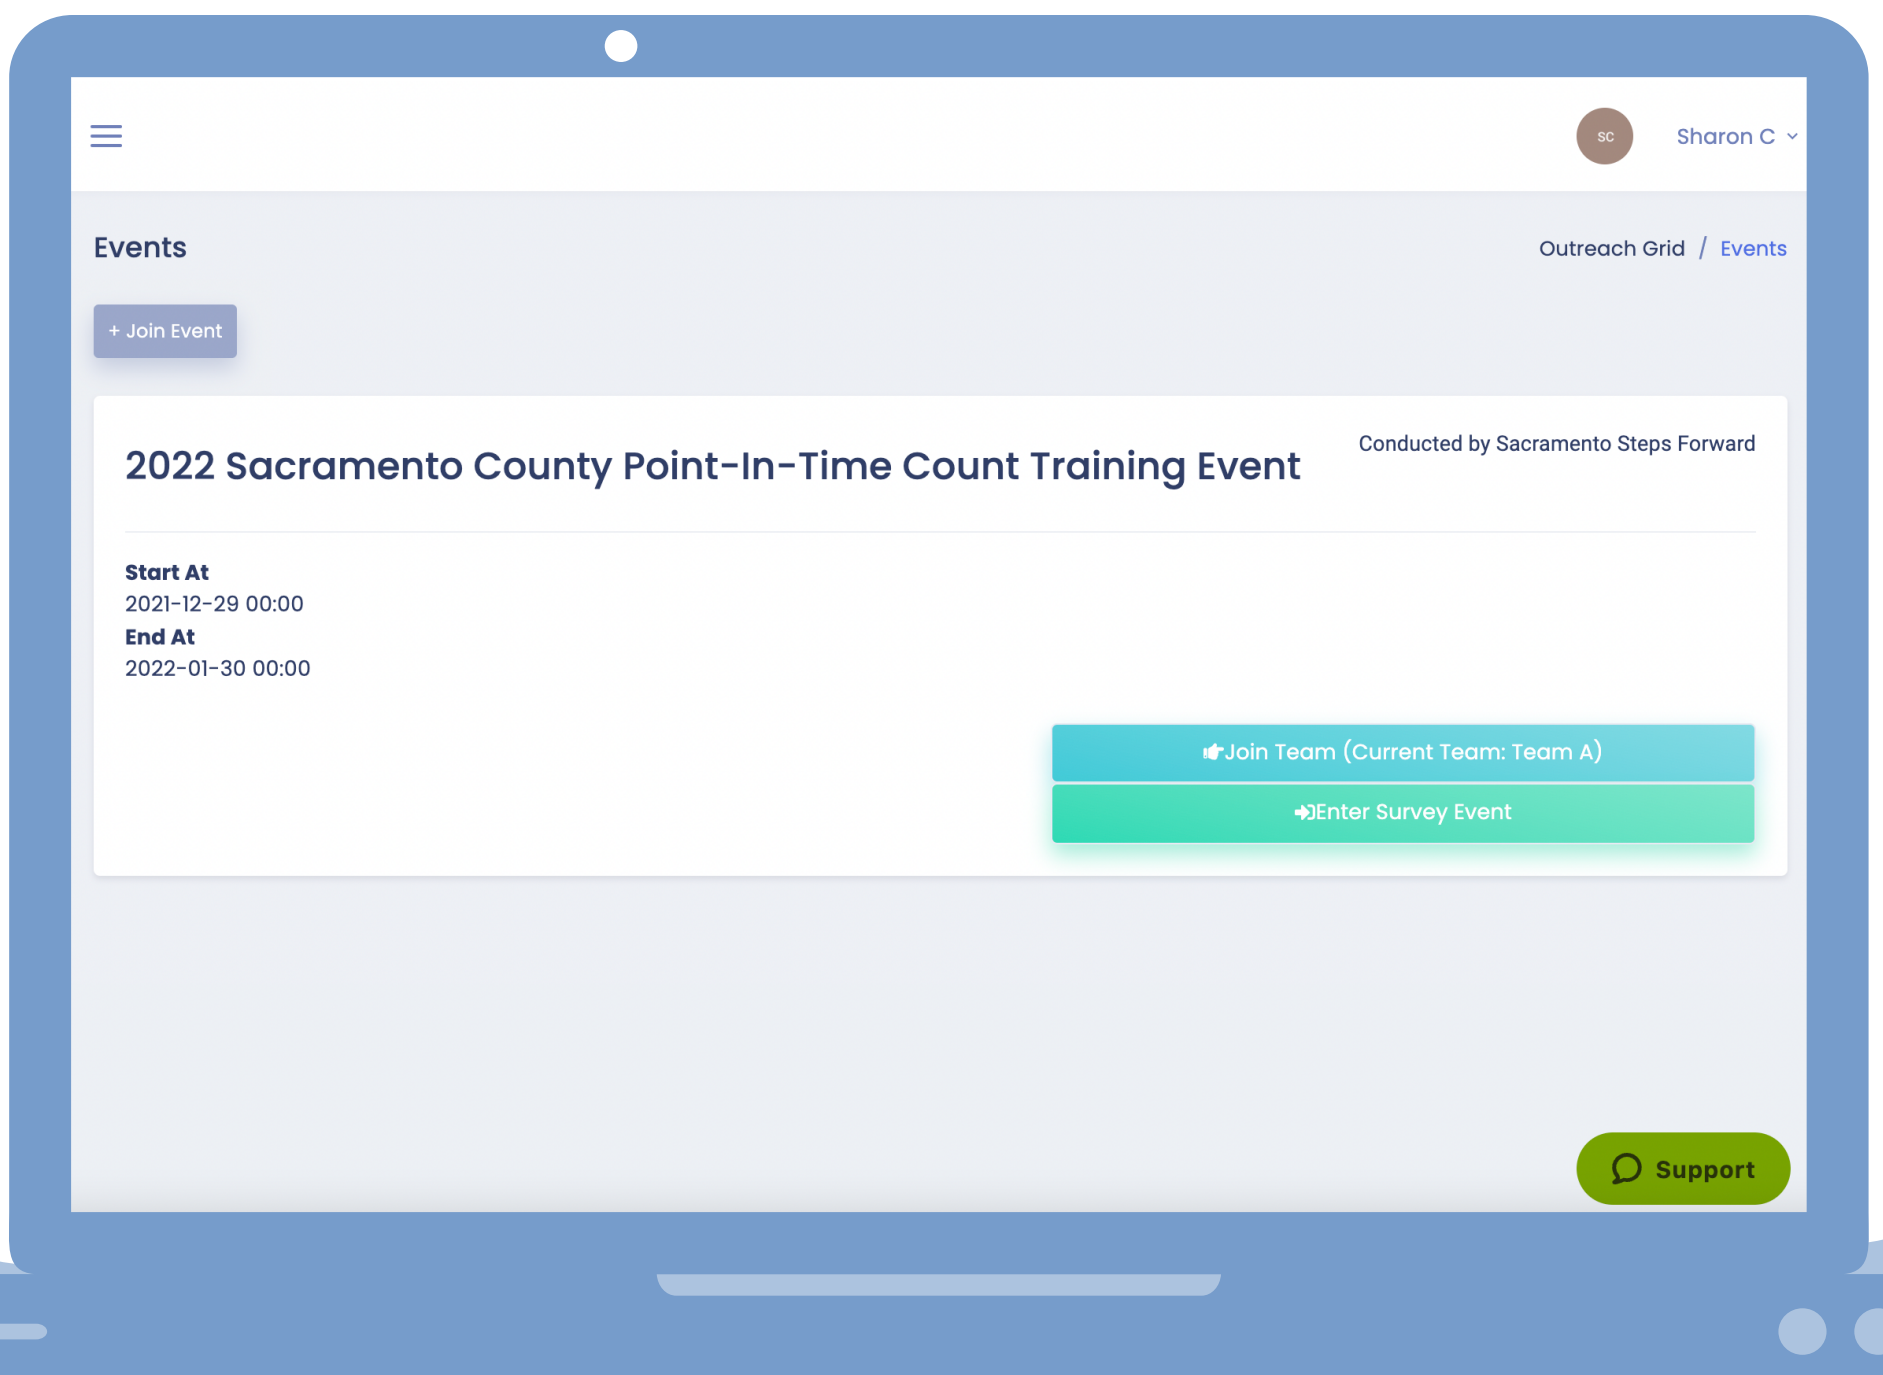 SC
Sharon C
Events
Outreach Grid / Events
+ Join Event
2022 Sacramento County Point-In-Time Count Training Event
Conducted by Sacramento Steps Forward
Start At
2021-12-29 00:00
End At
2022-01-30 00:00
Join Team (Current Team: Team A)
Enter Survey Event
Support